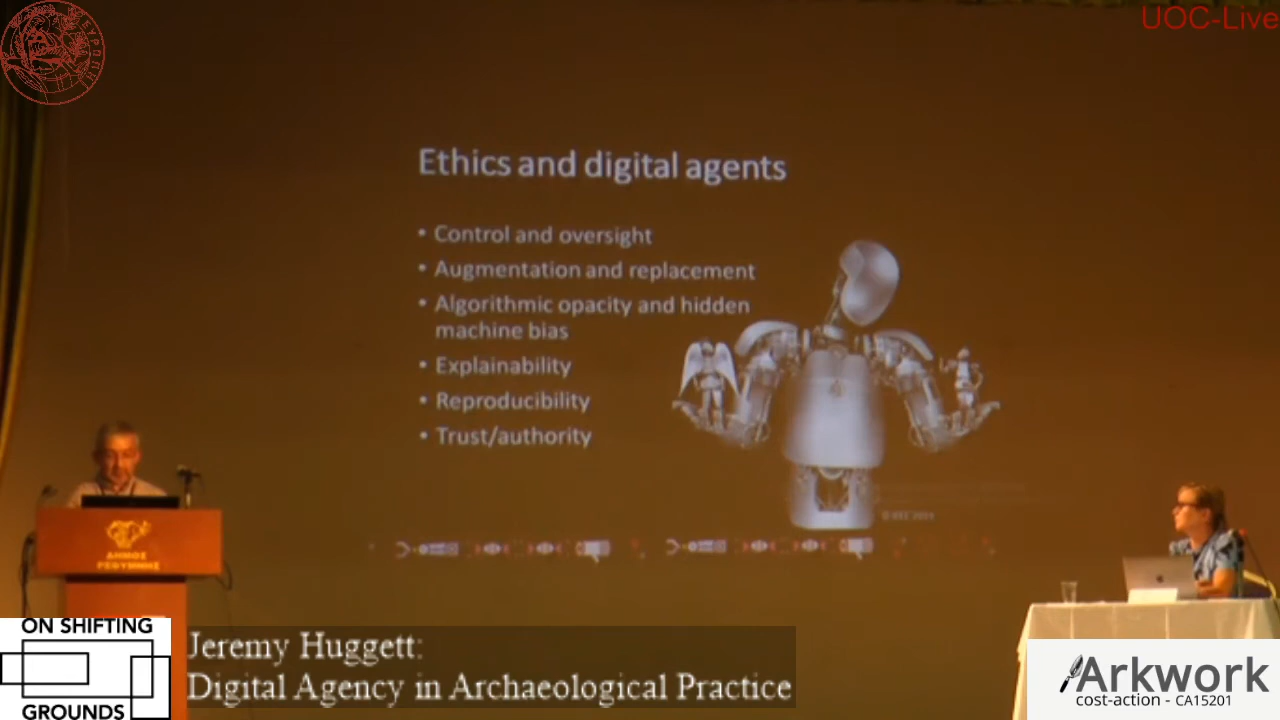 UOC-Live
Ethics and digital agents
• Control and oversight
• Augmentation and replacement
• Algorithmic opacity and hidden
machine bias
• Explainability
• Reproducibility
• Trust/authority
ΔΗΜΟΣ
ΡΕΘΥΜΝΗΣ
ON SHIFTING
GROUNDS
Jeremy Huggett:
Digital Agency in Archaeological Practice
Arkwork
cost-action - CA15201